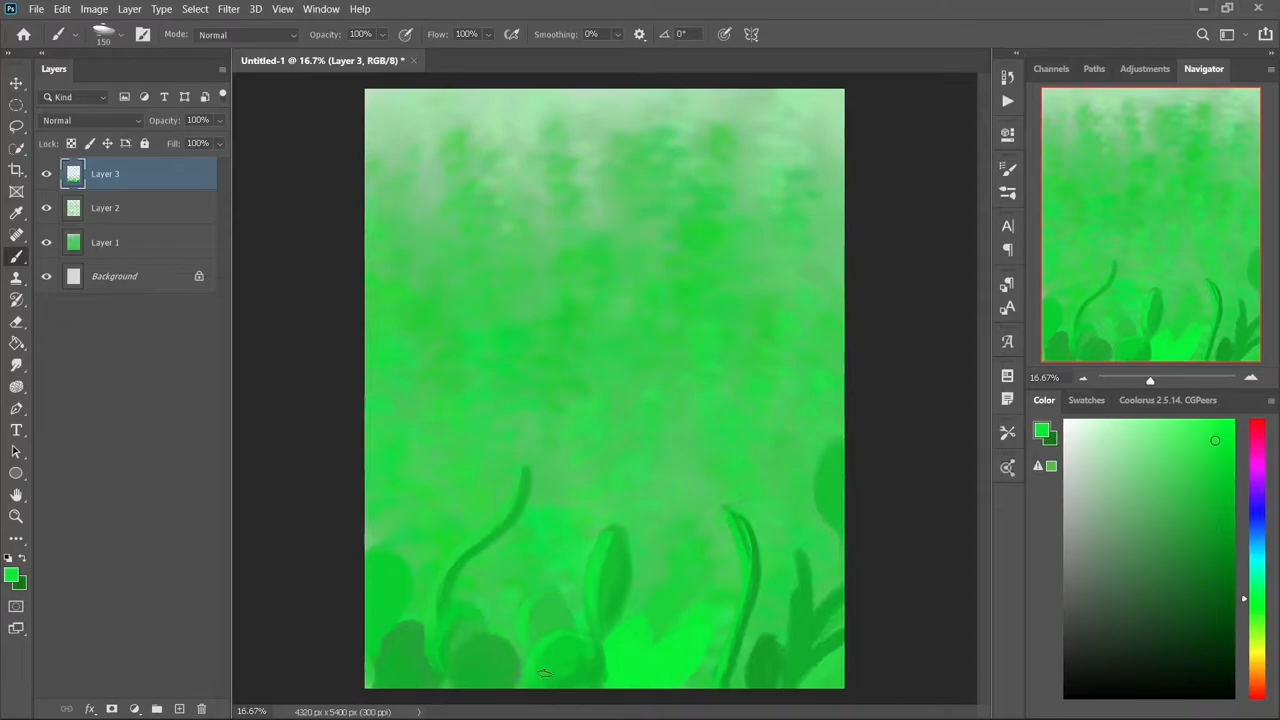 Ps File Edit Image Layer Type Select Filter 3D View Window Help
150 Mode: Normal Opacity: 100% Flow: 100% Smoothing: 0% 0°
Layers
Untitled-1 @ 16.7% (Layer 3, RGB/8) *
Channels Paths Adjustments Navigator
Kind
Normal Opacity: 100%
Lock: Fill: 100%
Layer 3
Layer 2
Layer 1
Background
16.67%
Color Swatches Coolorus 2.5.14. CGPeers
16.67% 4320 px x 5400 px (300 ppi)